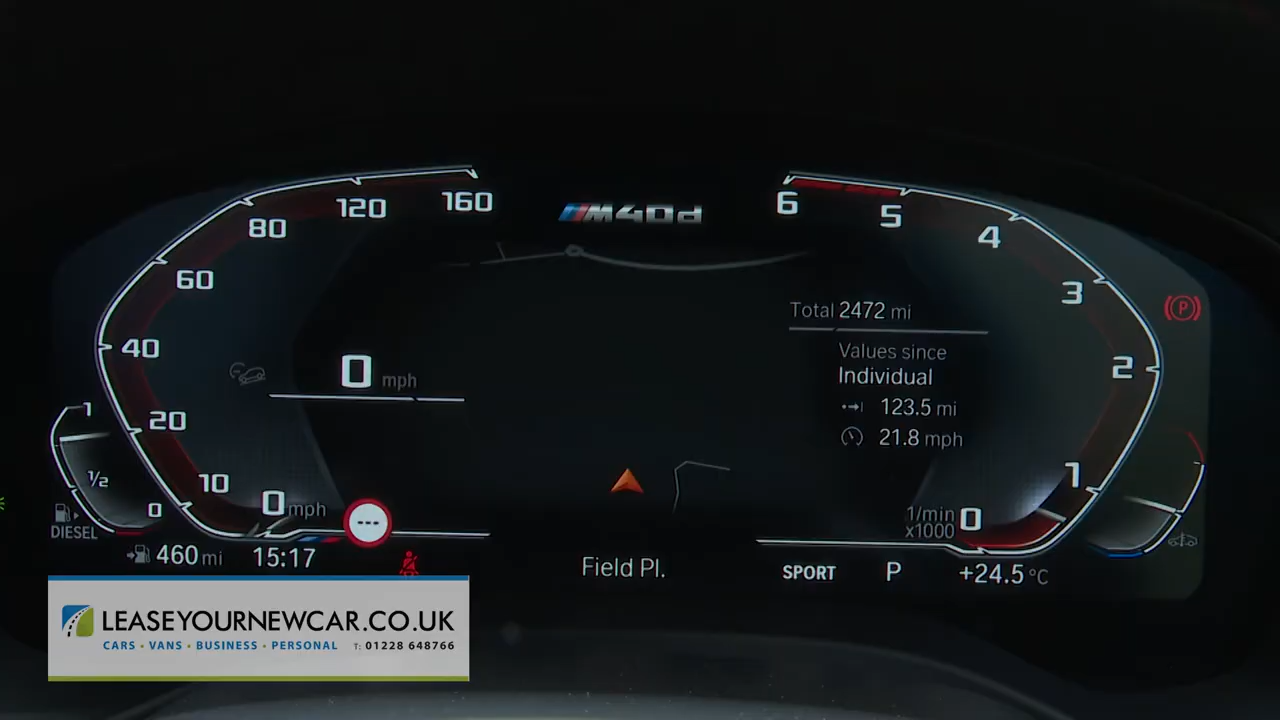 160
120
80
60
40
20
10
0 mph
0 mph
1
1/2
0
DIESEL
460 mi
15:17
M40d
Total 2472 mi
Values since
Individual
123.5 mi
21.8 mph
6
5
4
3
2
1
0
1/min
x1000
P
Field Pl.
SPORT
P
+24.5°C
LEASEYOURNEWCAR.CO.UK
CARS • VANS • BUSINESS • PERSONAL T: 01228 648766